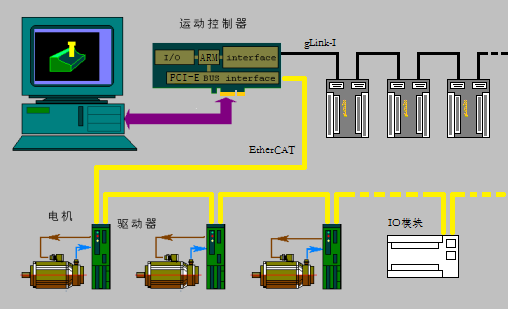 运动控制器
gLink-I
I/O
ARM
interface
PCI-E BUS interface
EtherCAT
电机
驱动器
IO模块